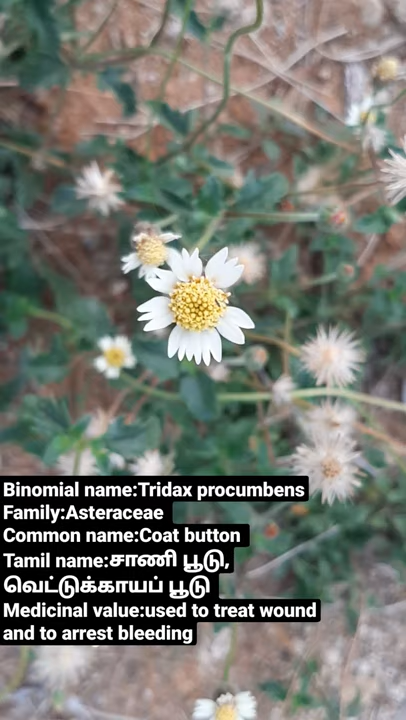 Binomial name:Tridax procumbens
Family:Asteraceae
Common name:Coat button
Tamil name:சாணி பூடு,
வெட்டுக்காயப் பூடு
Medicinal value:used to treat wound
and to arrest bleeding